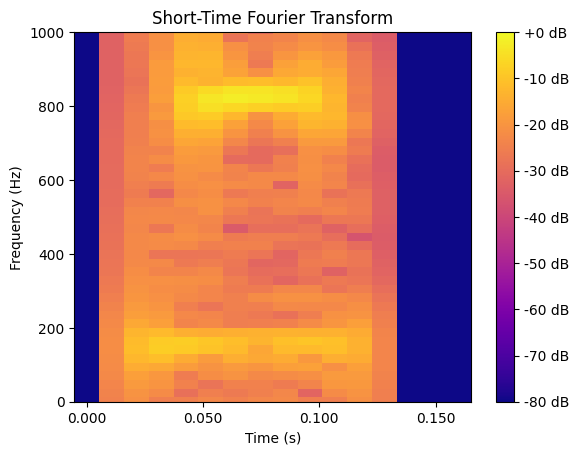 Short-Time Fourier Transform
1000
800
600
400
200
0
Frequency (Hz)
0.000
0.050
0.100
0.150
Time (s)
+0 dB
-10 dB
-20 dB
-30 dB
-40 dB
-50 dB
-60 dB
-70 dB
-80 dB